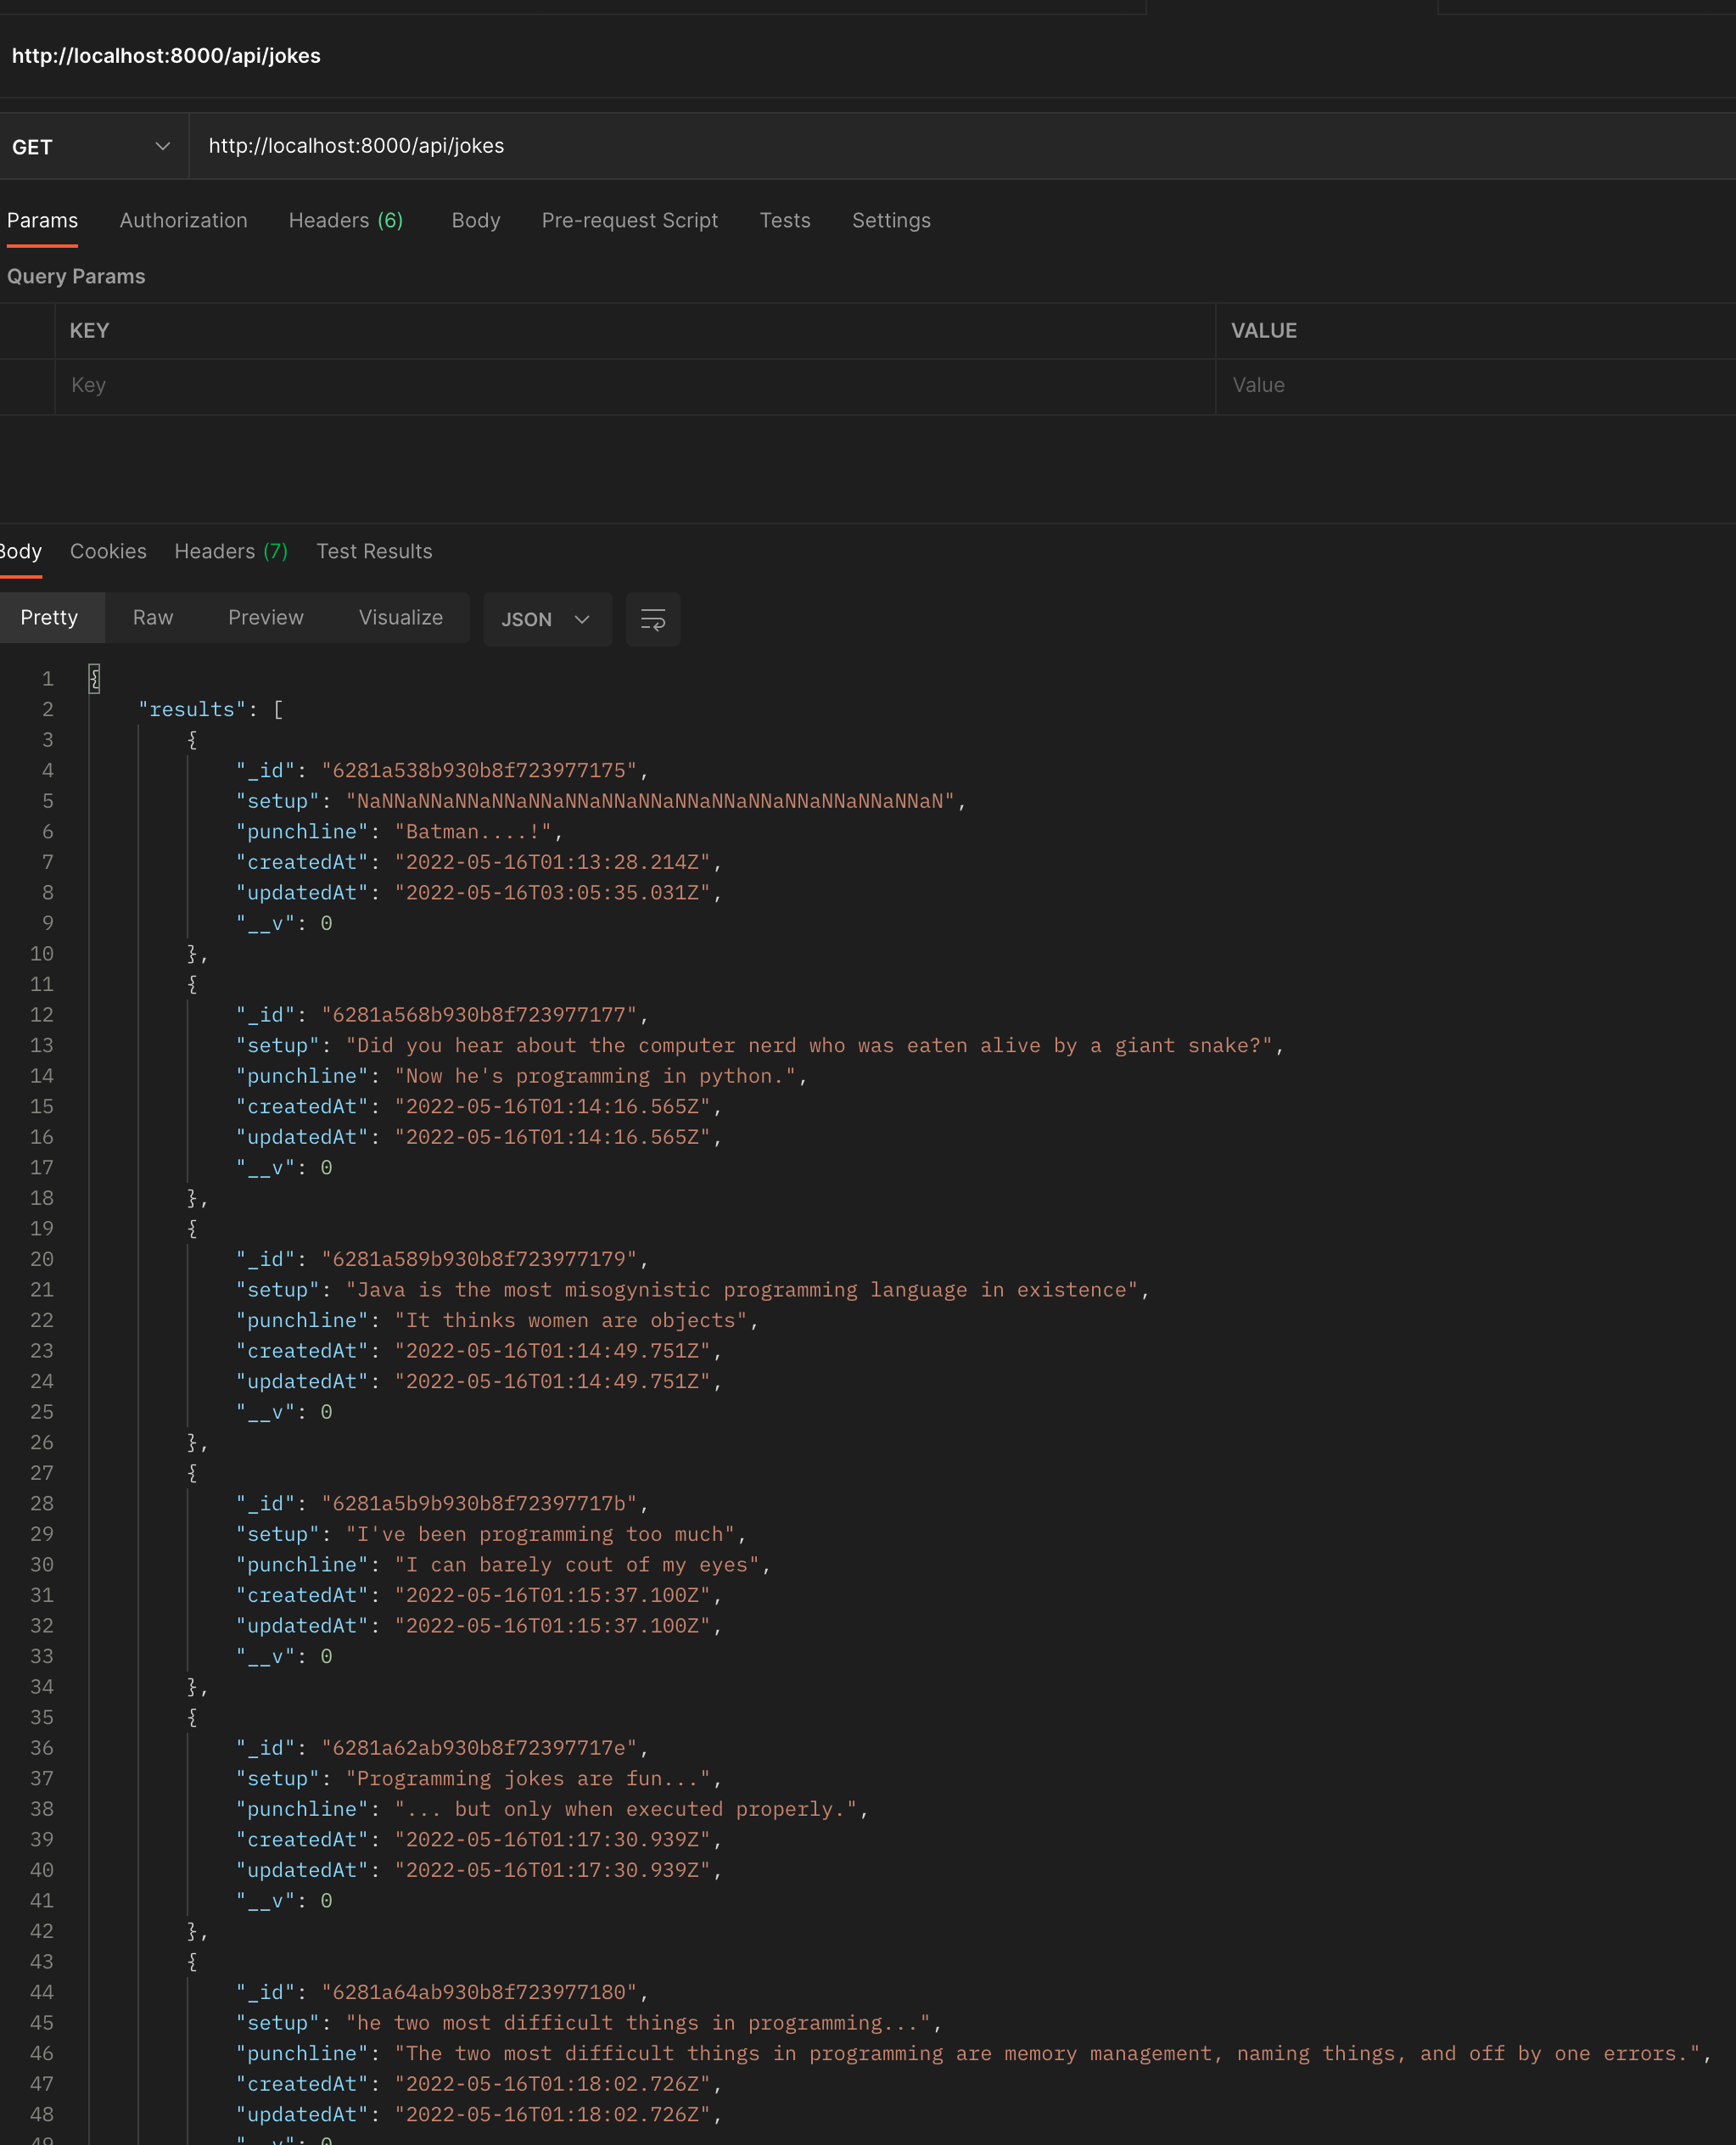 http://localhost:8000/api/jokes
GET http://localhost:8000/api/jokes
Params Authorization Headers (6) Body Pre-request Script Tests Settings
Query Params
KEY VALUE
Key Value
Body Cookies Headers (7) Test Results
Pretty Raw Preview Visualize JSON
1 {
2 "results": [
3 {
4 "_id": "6281a538b930b8f723977175",
5 "setup": "NaNNaNNaNNaNNaNNaNNaNNaNNaNNaNNaNNaNNaNNaNNaNNaN",
6 "punchline": "Batman....!",
7 "createdAt": "2022-05-16T01:13:28.214Z",
8 "updatedAt": "2022-05-16T03:05:35.031Z",
9 "__v": 0
10 },
11 {
12 "_id": "6281a568b930b8f723977177",
13 "setup": "Did you hear about the computer nerd who was eaten alive by a giant snake?",
14 "punchline": "Now he's programming in python.",
15 "createdAt": "2022-05-16T01:14:16.565Z",
16 "updatedAt": "2022-05-16T01:14:16.565Z",
17 "__v": 0
18 },
19 {
20 "_id": "6281a589b930b8f723977179",
21 "setup": "Java is the most misogynistic programming language in existence",
22 "punchline": "It thinks women are objects",
23 "createdAt": "2022-05-16T01:14:49.751Z",
24 "updatedAt": "2022-05-16T01:14:49.751Z",
25 "__v": 0
26 },
27 {
28 "_id": "6281a5b9b930b8f72397717b",
29 "setup": "I've been programming too much",
30 "punchline": "I can barely cout of my eyes",
31 "createdAt": "2022-05-16T01:15:37.100Z",
32 "updatedAt": "2022-05-16T01:15:37.100Z",
33 "__v": 0
34 },
35 {
36 "_id": "6281a62ab930b8f72397717e",
37 "setup": "Programming jokes are fun...",
38 "punchline": "... but only when executed properly.",
39 "createdAt": "2022-05-16T01:17:30.939Z",
40 "updatedAt": "2022-05-16T01:17:30.939Z",
41 "__v": 0
42 },
43 {
44 "_id": "6281a64ab930b8f723977180",
45 "setup": "he two most difficult things in programming...",
46 "punchline": "The two most difficult things in programming are memory management, naming things, and off by one errors.",
47 "createdAt": "2022-05-16T01:18:02.726Z",
48 "updatedAt": "2022-05-16T01:18:02.726Z",
49 "__v": 0